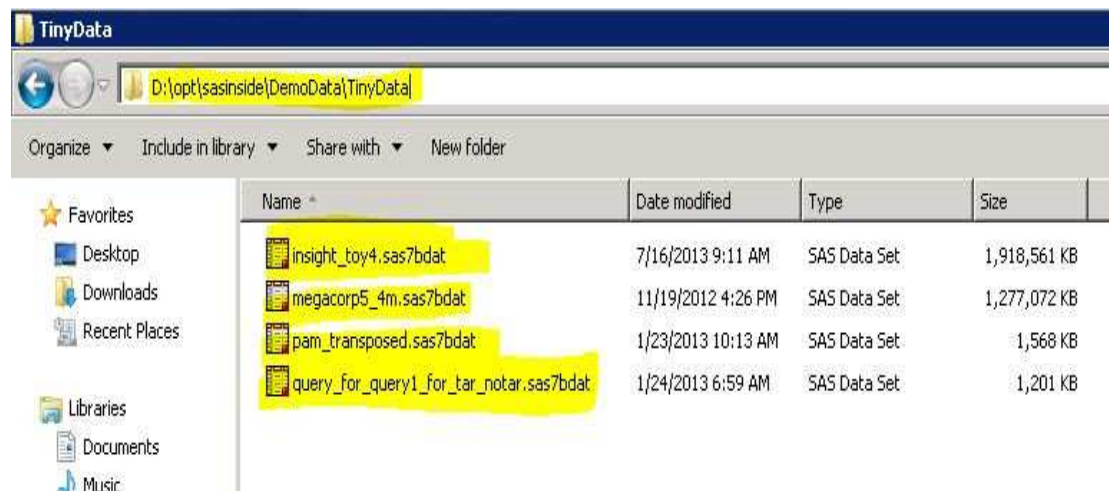 TinyData
D:\opt\sasinside\DemoData\TinyData
Organize Include in library Share with New folder
Favorites
Desktop
Downloads
Recent Places
Libraries
Documents
Music
Name Date modified Type Size
insight_toy4.sas7bdat 7/16/2013 9:11 AM SAS Data Set 1,918,561 KB
megacorp5_4m.sas7bdat 11/19/2012 4:26 PM SAS Data Set 1,277,072 KB
pam_transposed.sas7bdat 1/23/2013 10:13 AM SAS Data Set 1,568 KB
query_for_query1_for_tar_notar.sas7bdat 1/24/2013 6:59 AM SAS Data Set 1,201 KB